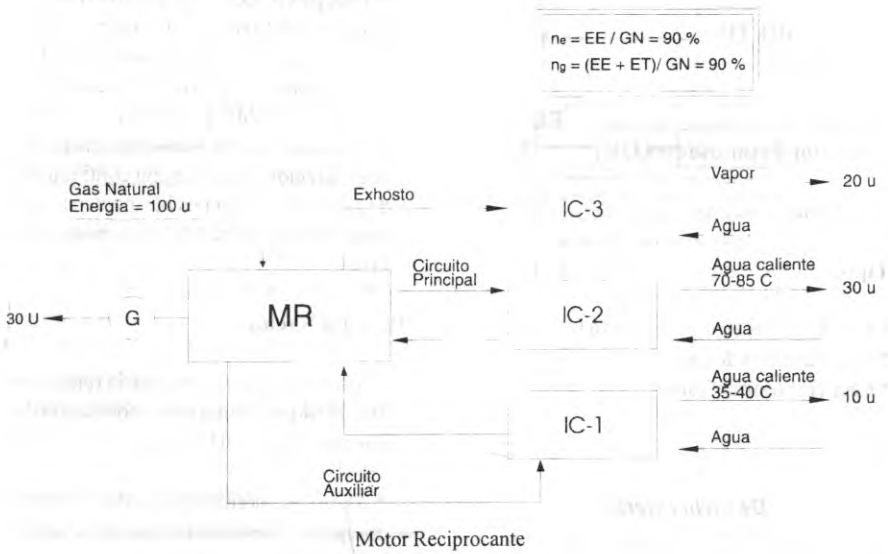 nₑ = EE / GN = 90 %
n_g = (EE + ET)/ GN = 90 %
Gas Natural
Energía = 100 u
Exhosto
IC-3
Vapor
20 u
Agua
Circuito
Principal
Agua caliente
70-85 C
30 U
G
MR
IC-2
30 u
Agua
Agua caliente
35-40 C
IC-1
10 u
Agua
Circuito
Auxiliar
Motor Reciprocante